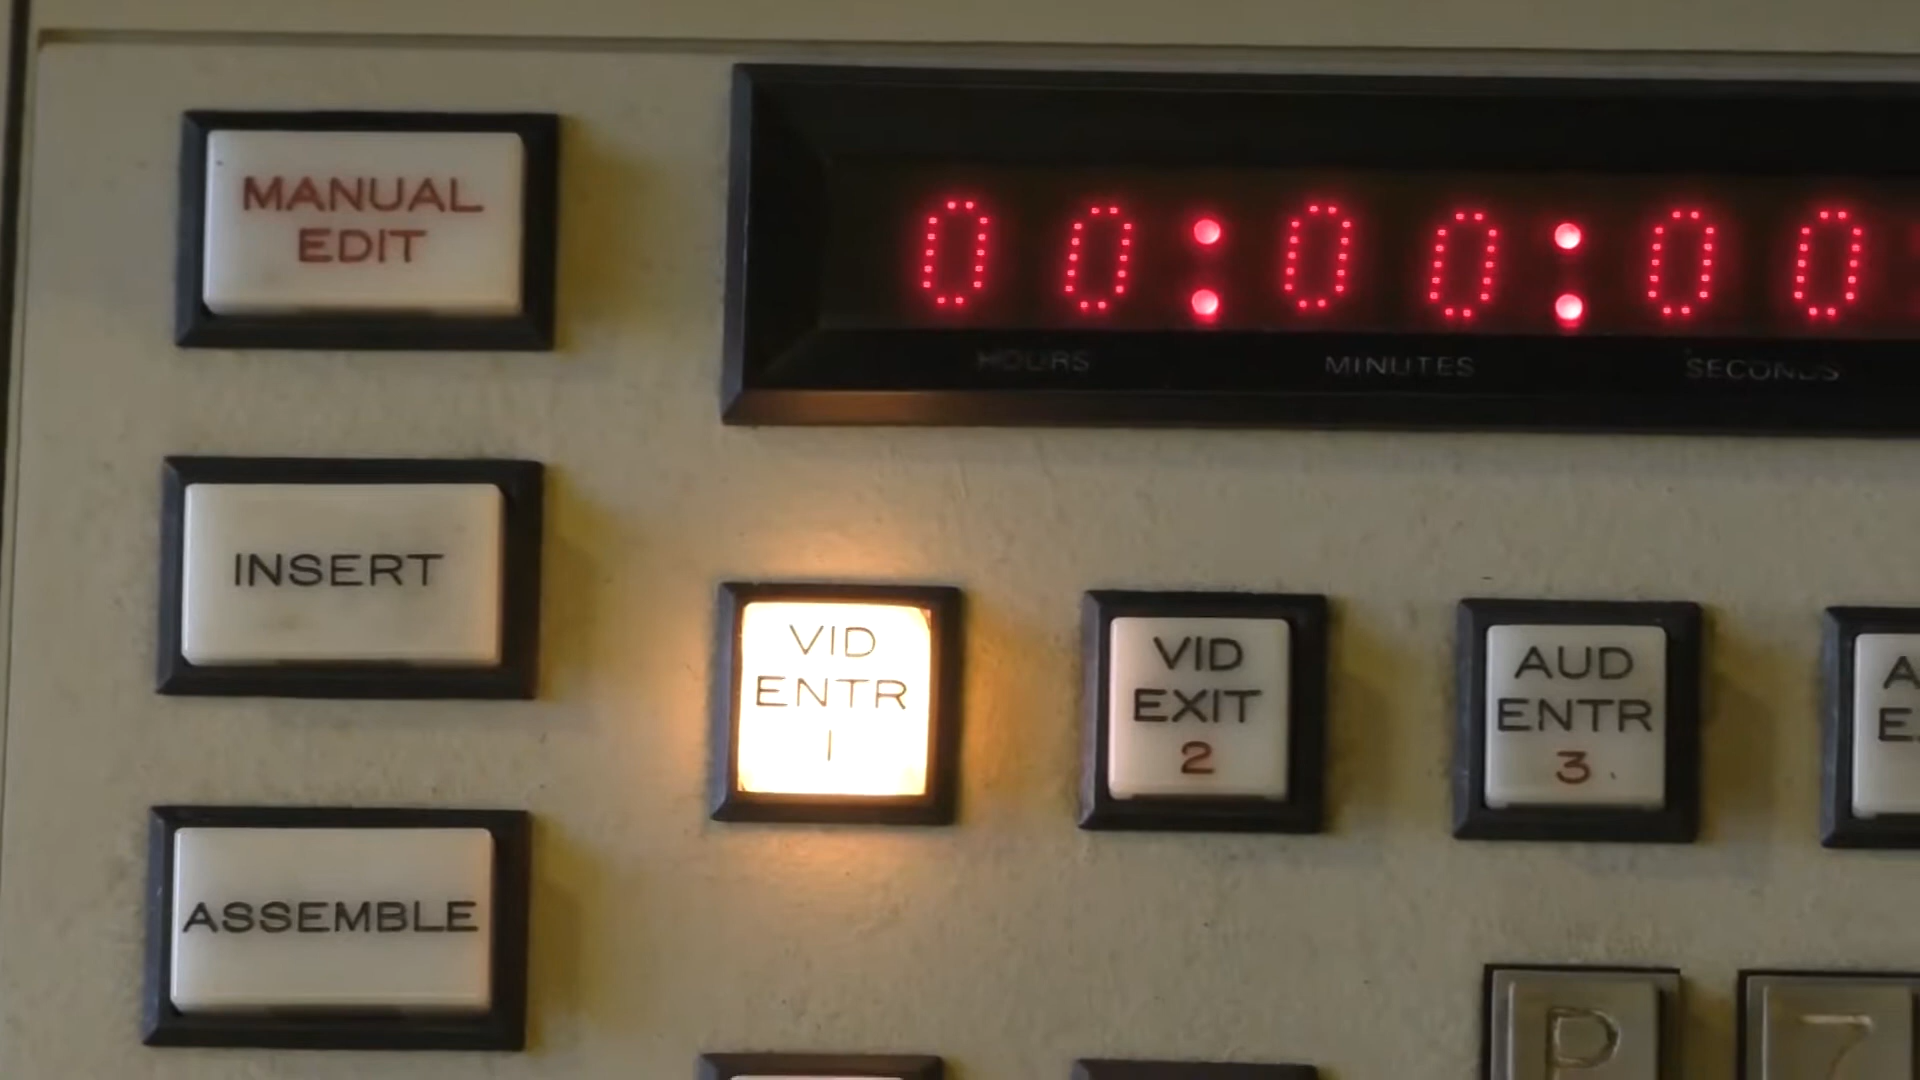 MANUAL
EDIT
00:00:00
HOURS MINUTES SECONDS
INSERT
VID
ENTR
1
VID
EXIT
2
AUD
ENTR
3
ASSEMBLE
P
7